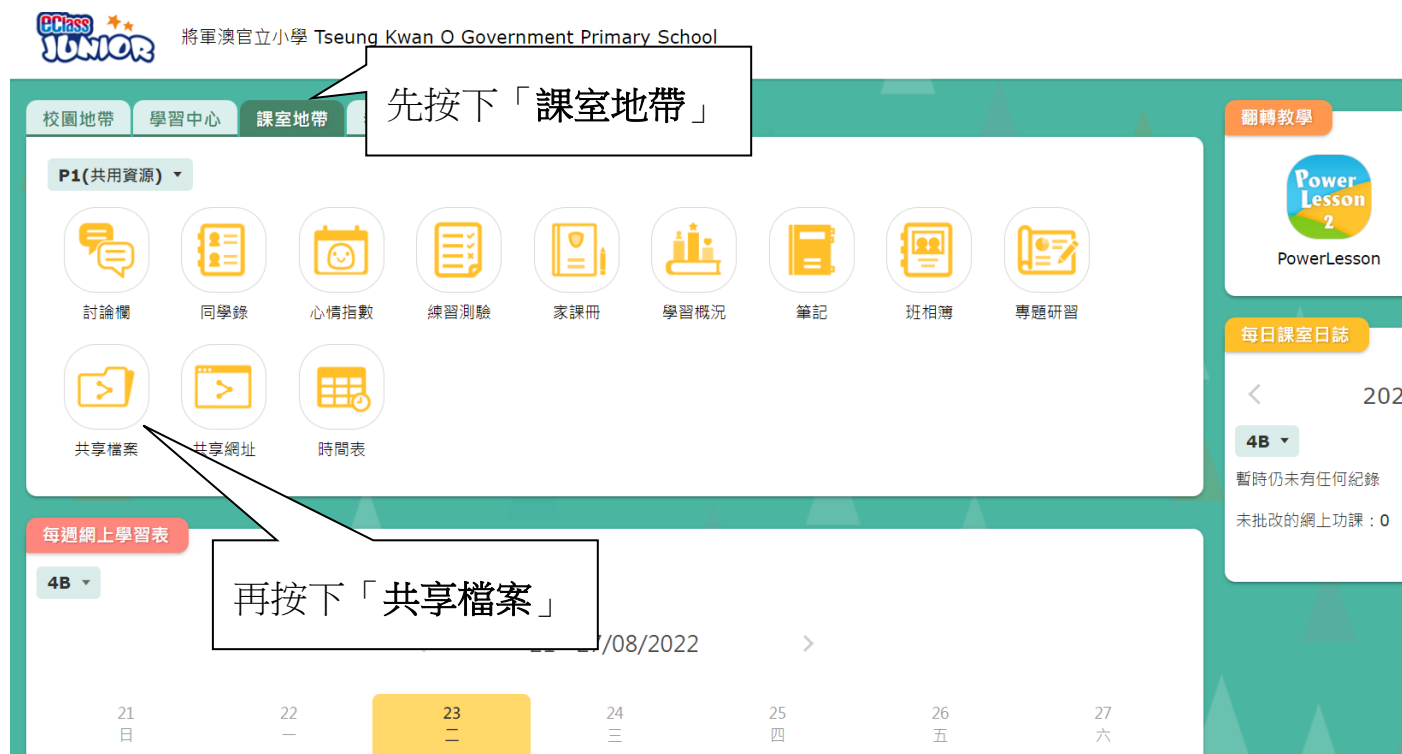 eClass JUNIOR
將軍澳官立小學 Tseung Kwan O Government Primary School
先按下「課室地帶」
校園地帶 學習中心 課室地帶
P1(共用資源)
討論欄 同學錄 心情指數 練習測驗 家課冊 學習概況 筆記 班相簿 專題研習
共享檔案 共享網址 時間表
再按下「共享檔案」
每週網上學習表
4B
27/08/2022
21 22 23 24 25 26 27
日 一 二 三 四 五 六
翻轉教學
Power Lesson 2
PowerLesson
每日課室日誌
202
4B
暫時仍未有任何紀錄
未批改的網上功課：0